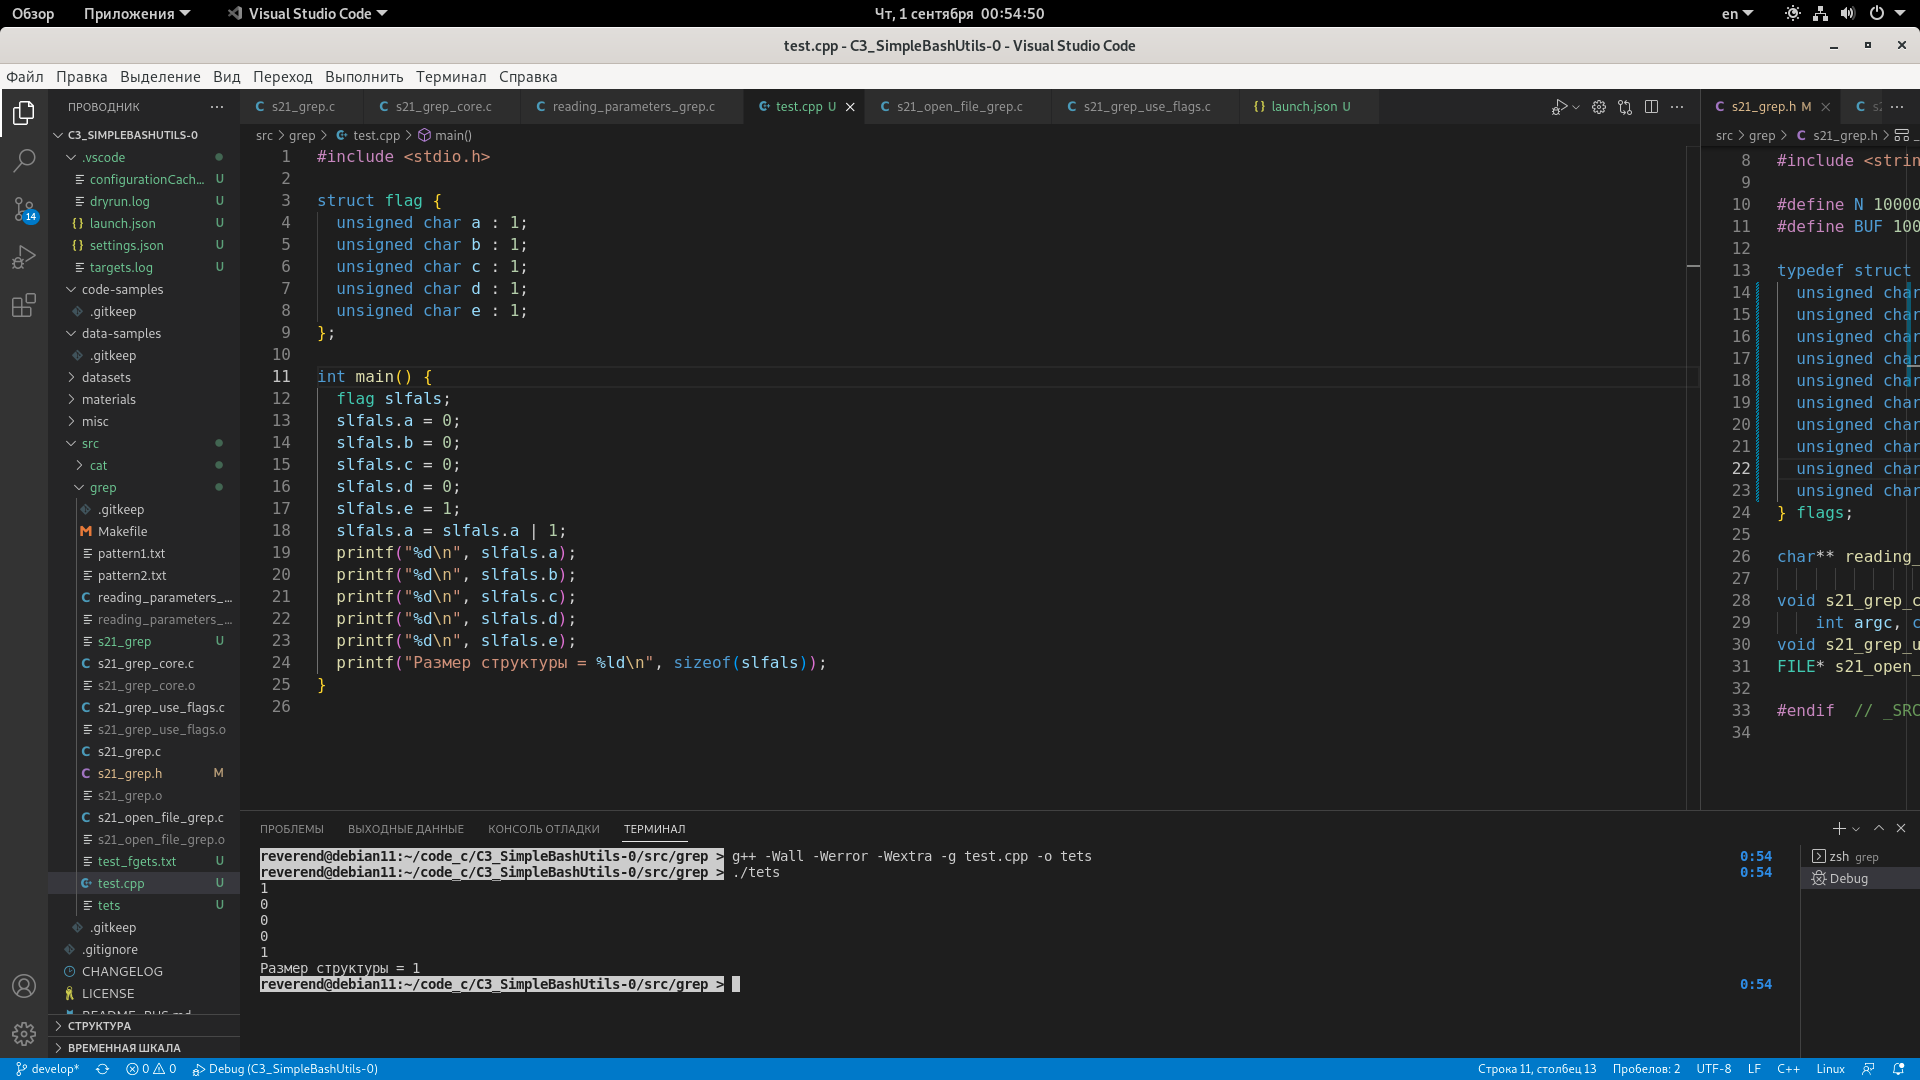 Обзор Приложения Visual Studio Code Чт, 1 сентября 00:54:50 en
test.cpp - C3_SimpleBashUtils-0 - Visual Studio Code
Файл Правка Выделение Вид Переход Выполнить Терминал Справка
ПРОВОДНИК
C3_SIMPLEBASHUTILS-0
.vscode
configurationCach... U
dryrun.log U
launch.json U
settings.json U
targets.log U
code-samples
.gitkeep
data-samples
.gitkeep
datasets
materials
misc
src
cat
grep
.gitkeep
Makefile
pattern1.txt
pattern2.txt
reading_parameters_...
reading_parameters_...
s21_grep U
s21_grep_core.c
s21_grep_core.o
s21_grep_use_flags.c
s21_grep_use_flags.o
s21_grep.c
s21_grep.h M
s21_grep.o
s21_open_file_grep.c
s21_open_file_grep.o
test_fgets.txt U
test.cpp U
tets U
.gitkeep
.gitignore
CHANGELOG
LICENSE
СТРУКТУРА
ВРЕМЕННАЯ ШКАЛА
14
s21_grep.c s21_grep_core.c reading_parameters_grep.c test.cpp U s21_open_file_grep.c s21_grep_use_flags.c launch.json U
src > grep > test.cpp > main()
1 #include <stdio.h>
2
3 struct flag {
4 unsigned char a : 1;
5 unsigned char b : 1;
6 unsigned char c : 1;
7 unsigned char d : 1;
8 unsigned char e : 1;
9 };
10
11 int main() {
12 flag slfals;
13 slfals.a = 0;
14 slfals.b = 0;
15 slfals.c = 0;
16 slfals.d = 0;
17 slfals.e = 1;
18 slfals.a = slfals.a | 1;
19 printf("%d\n", slfals.a);
20 printf("%d\n", slfals.b);
21 printf("%d\n", slfals.c);
22 printf("%d\n", slfals.d);
23 printf("%d\n", slfals.e);
24 printf("Размер структуры = %ld\n", sizeof(slfals));
25 }
26
s21_grep.h M
src > grep > C s21_grep.h >
8 #include <strin
9
10 #define N 10000
11 #define BUF 100
12
13 typedef struct
14 unsigned char
15 unsigned char
16 unsigned char
17 unsigned char
18 unsigned char
19 unsigned char
20 unsigned char
21 unsigned char
22 unsigned char
23 unsigned char
24 } flags;
25
26 char** reading_
27
28 void s21_grep_c
29 int argc, c
30 void s21_grep_u
31 FILE* s21_open_
32
33 #endif // _SRC
34
ПРОБЛЕМЫ ВЫХОДНЫЕ ДАННЫЕ КОНСОЛЬ ОТЛАДКИ ТЕРМИНАЛ
reverend@debian11:~/code_c/C3_SimpleBashUtils-0/src/grep > g++ -Wall -Werror -Wextra -g test.cpp -o tets 0:54
reverend@debian11:~/code_c/C3_SimpleBashUtils-0/src/grep > ./tets 0:54
1
0
0
0
1
Размер структуры = 1
reverend@debian11:~/code_c/C3_SimpleBashUtils-0/src/grep > 0:54
zsh grep
Debug
develop* 0 0 Debug (C3_SimpleBashUtils-0) Строка 11, столбец 13 Пробелов: 2 UTF-8 LF C++ Linux